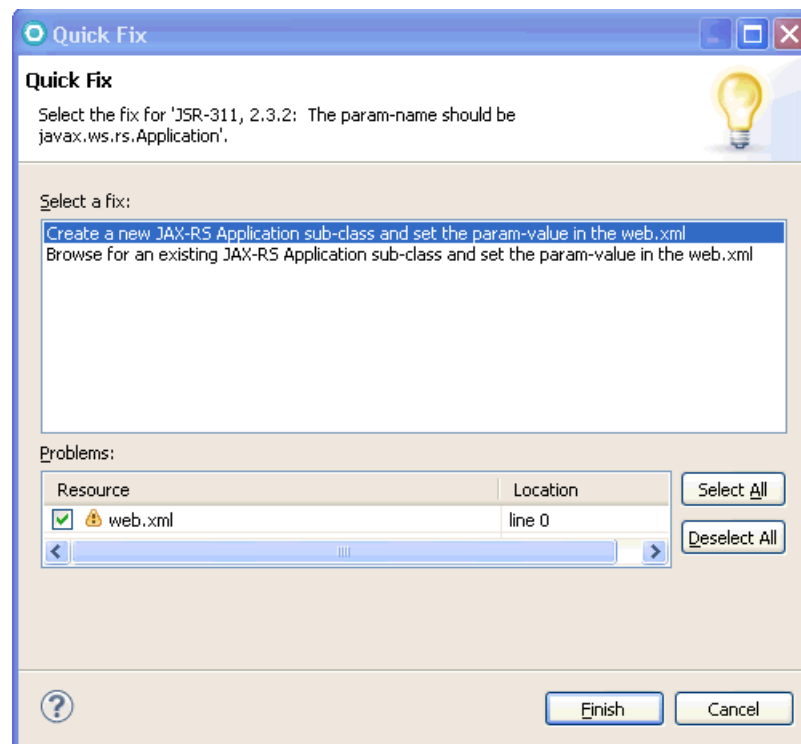 Quick Fix
Quick Fix
Select the fix for 'JSR-311, 2.3.2: The param-name should be
javax.ws.rs.Application'.
Select a fix:
Create a new JAX-RS Application sub-class and set the param-value in the web.xml
Browse for an existing JAX-RS Application sub-class and set the param-value in the web.xml
Problems:
Resource Location
web.xml line 0
Select All
Deselect All
? Finish Cancel